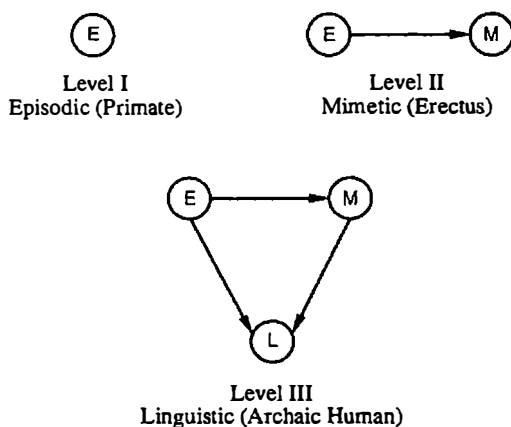 E
E M
Level I
Episodic (Primate)
Level II
Mimetic (Erectus)
E M
L
Level III
Linguistic (Archaic Human)